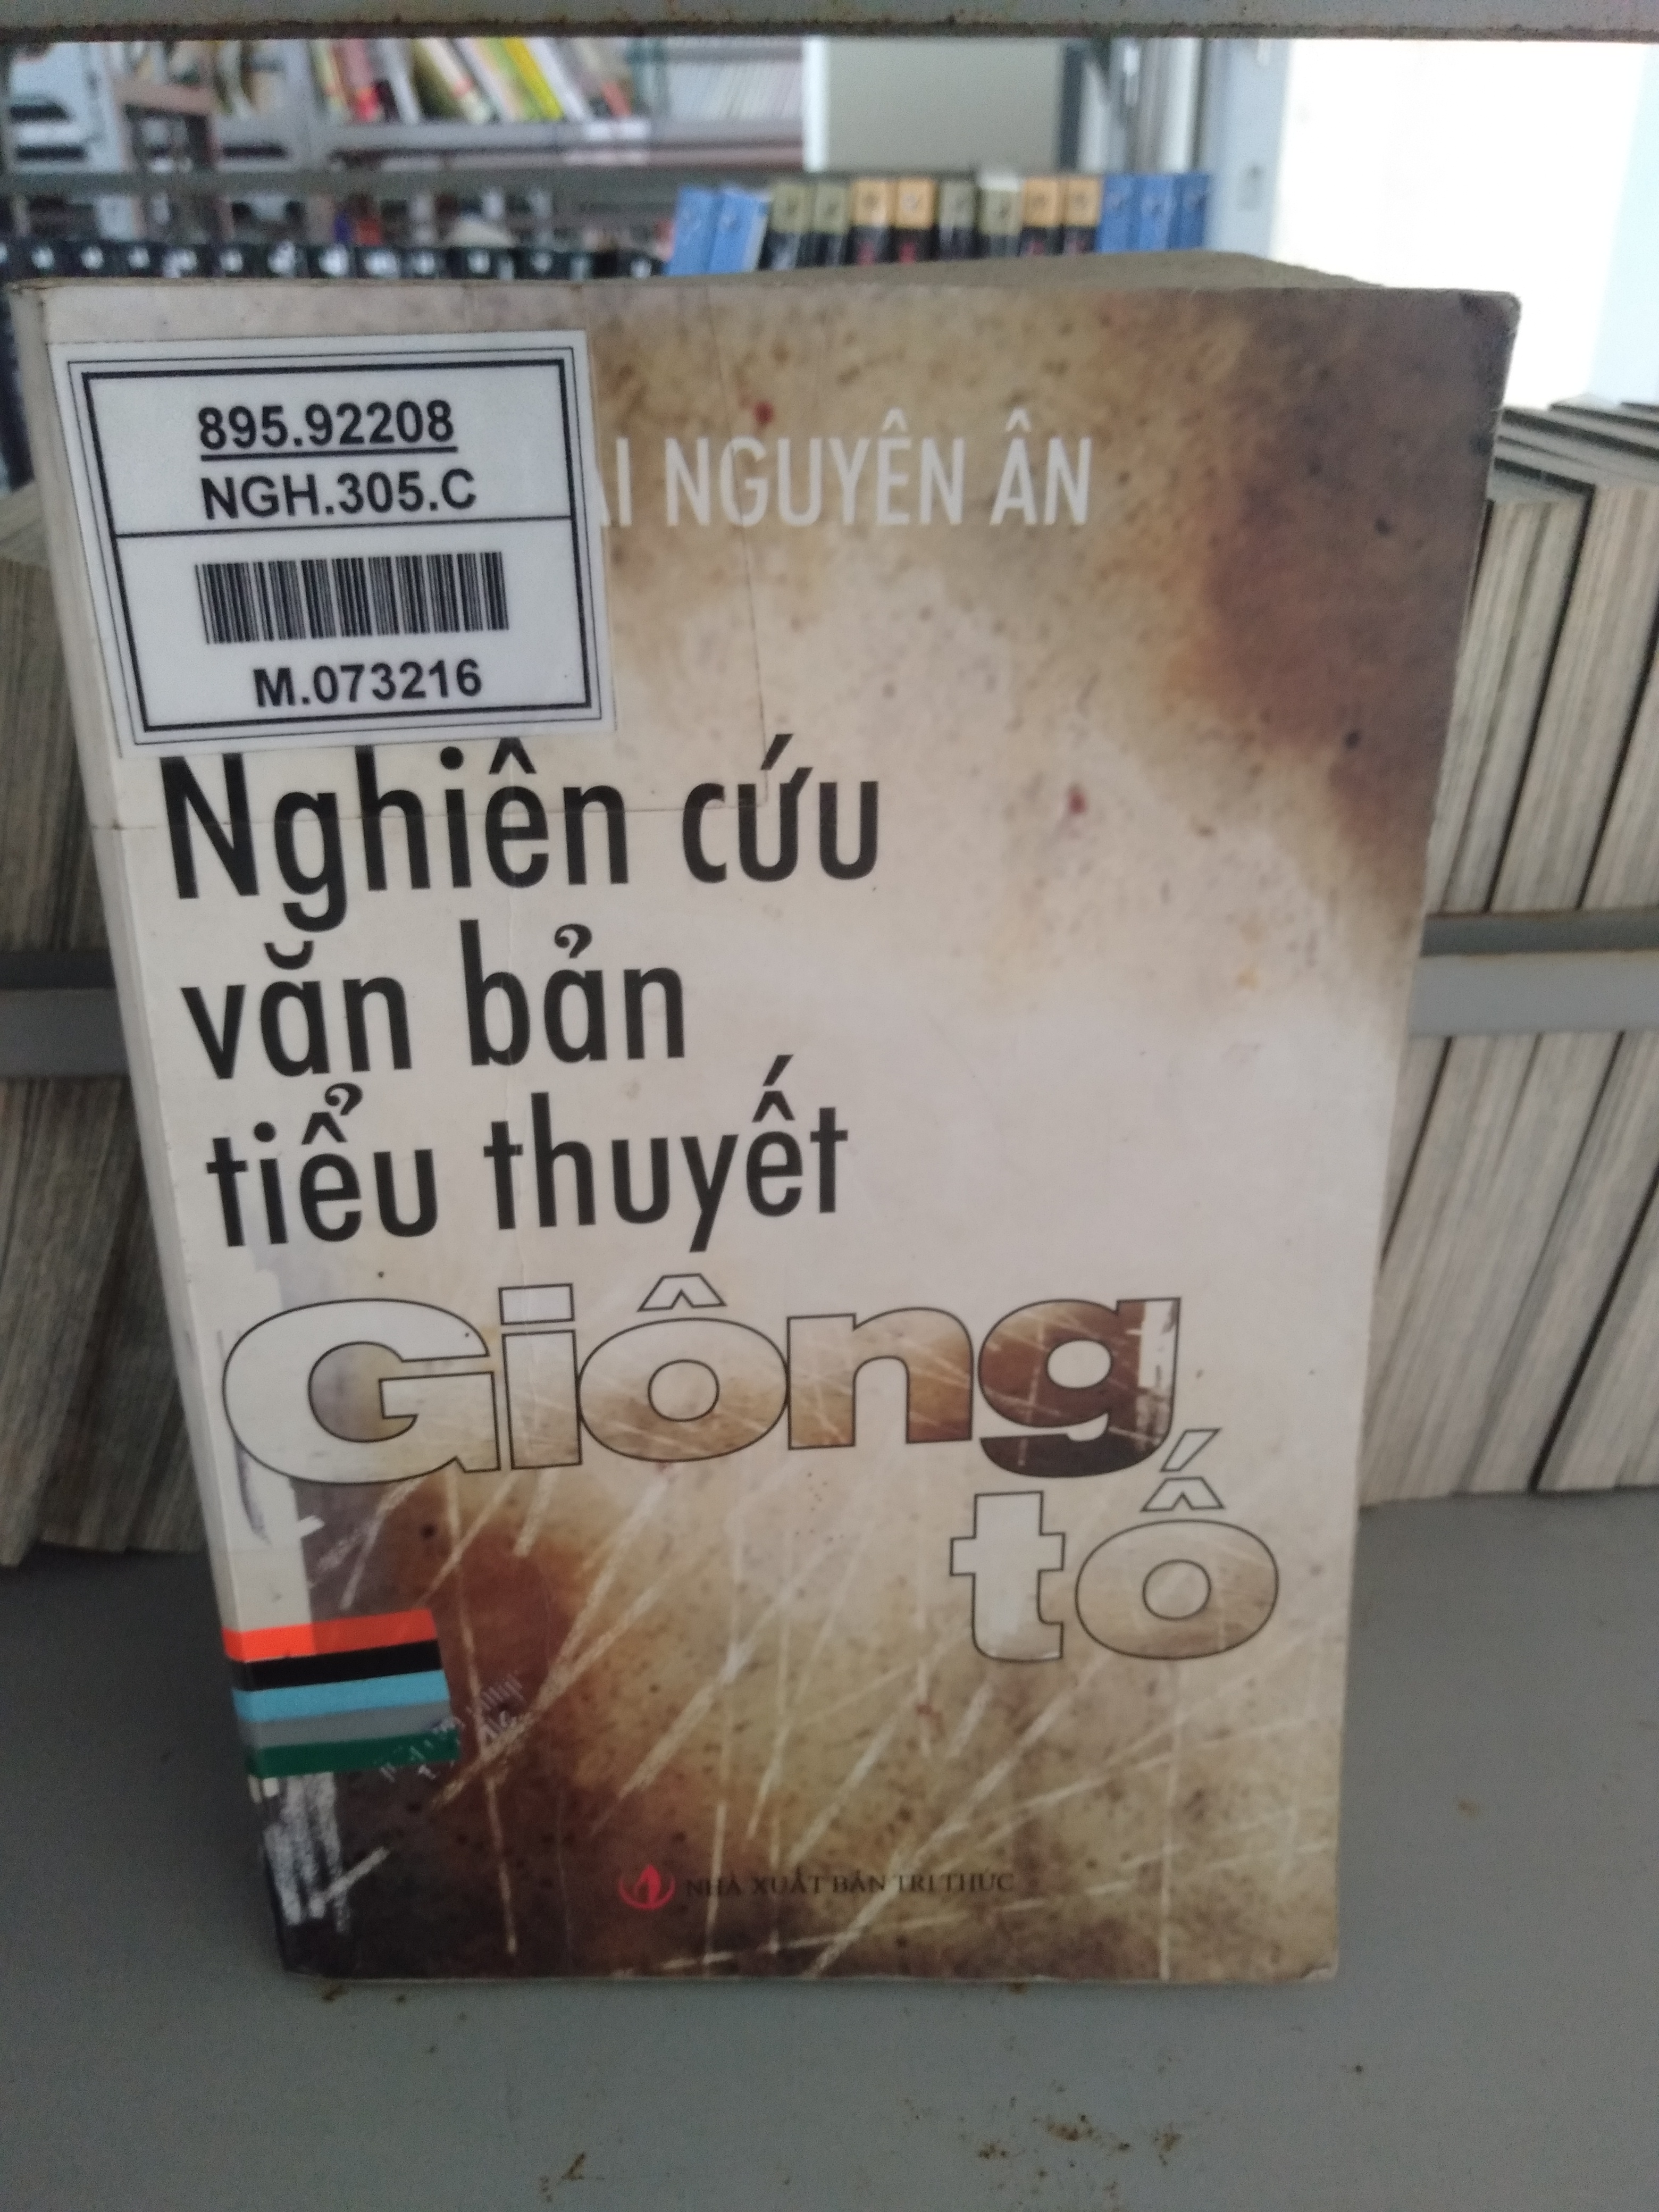 895.92208
NGH.305.C
M.073216
NGUYÊN ÂN
Nghiên cứu
văn bản
tiểu thuyết
Giông
tố
NHÀ XUẤT BẢN TRI THỨC